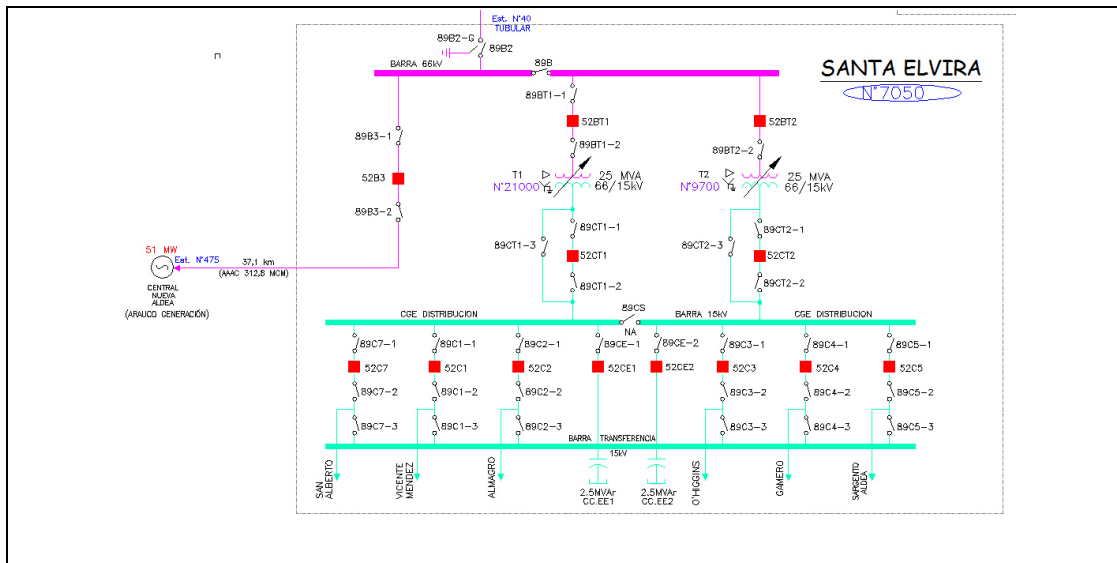 Est. N°40
TUBULAR
89B2-G
89B2
BARRA 66kV
89B
SANTA ELVIRA
N°7050
89BT1-1
52BT1
52BT2
89B3-1
89BT1-2
89BT2-2
52B3
T1
25 MVA
N°21000
66/15kV
T2
25 MVA
N°9700
66/15kV
89B3-2
89CT1-1
89CT2-1
89CT1-3
89CT2-3
51 MW
Est. N°475
37,1 km
(AAAC 312,8 MCM)
52CT1
52CT2
CENTRAL
NUEVA
ALDEA
(ARAUCO GENERACIÓN)
89CT1-2
89CT2-2
89CS
CGE DISTRIBUCION
BARRA 15kV
CGE DISTRIBUCION
NA
89C7-1
89C1-1
89C2-1
89CE-1
89CE-2
89C3-1
89C4-1
89C5-1
52C7
52C1
52C2
52CE1
52CE2
52C3
52C4
52C5
89C7-2
89C1-2
89C2-2
89C3-2
89C4-2
89C5-2
89C7-3
89C1-3
89C2-3
89C3-3
89C4-3
89C5-3
BARRA TRANSFERENCIA
15kV
SAN
ALBERTO
VICENTE
MENDEZ
ALMAGRO
2.5MVAr
CC.EE1
2.5MVAr
CC.EE2
O'HIGGINS
GAMERO
SARGENTO
ALDEA